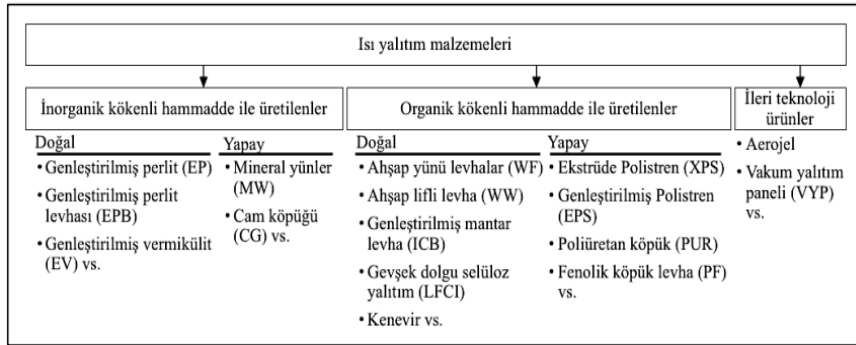 Isı yalıtım malzemeleri
İnorganik kökenli hammadde ile üretilenler
Doğal
• Genleştirilmiş perlit (EP)
• Genleştirilmiş perlit
levhası (EPB)
• Genleştirilmiş vermikülit
(EV) vs.
Yapay
• Mineral yünler
(MW)
• Cam köpüğü
(CG) vs.
Organik kökenli hammadde ile üretilenler
Doğal
• Ahşap yünü levhalar (WF)
• Ahşap lifli levha (WW)
• Genleştirilmiş mantar
levha (ICB)
• Gevşek dolgu selüloz
yalıtım (LFCI)
• Kenevir vs.
Yapay
• Ekstrüde Polistren (XPS)
• Genleştirilmiş Polistren
(EPS)
• Poliüretan köpük (PUR)
• Fenolik köpük levha (PF)
vs.
İleri teknoloji
ürünler
• Aerojel
• Vakum yalıtım
paneli (VYP)
vs.